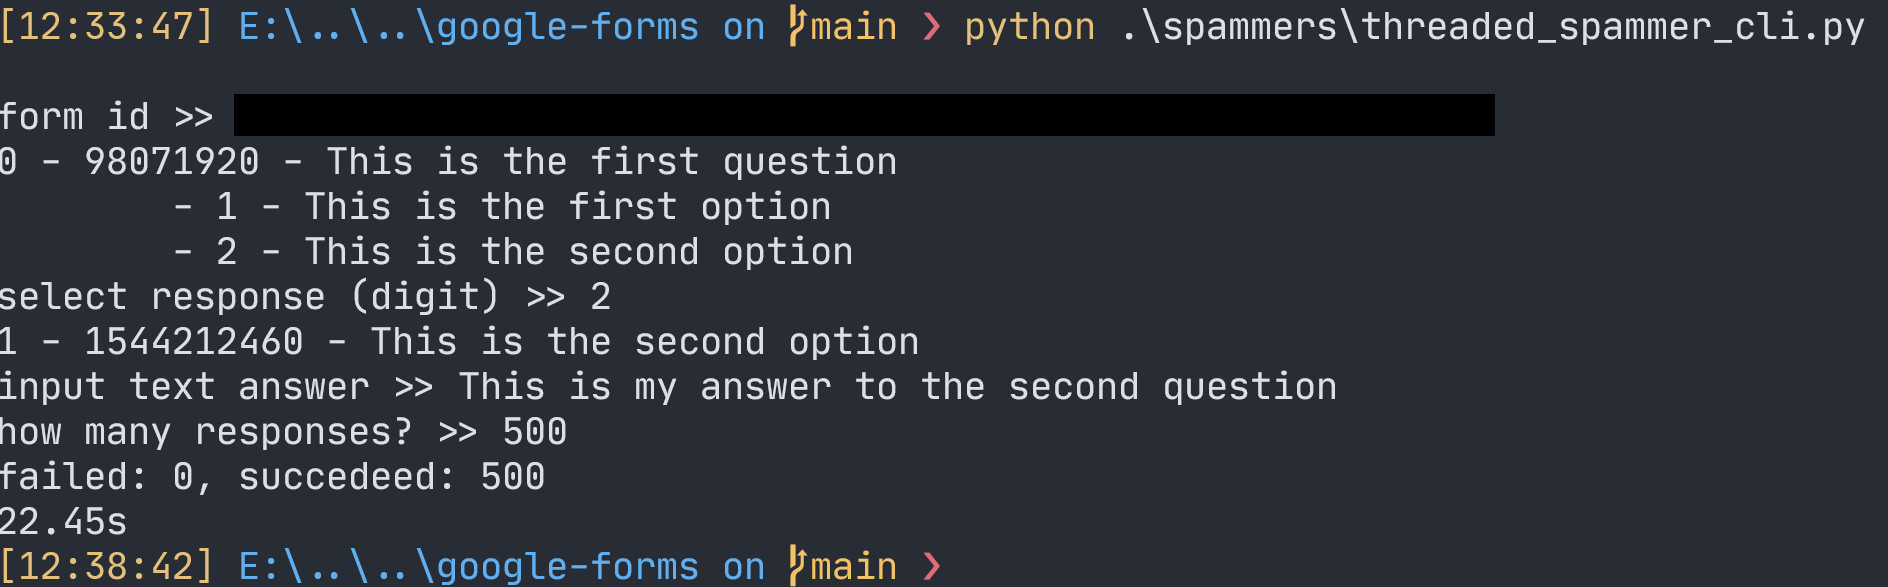 [12:33:47] E:\..\..\google-forms on main ❯ python .\spammers\threaded_spammer_cli.py
form id >>
0 - 98071920 - This is the first question
- 1 - This is the first option
- 2 - This is the second option
select response (digit) >> 2
1 - 1544212460 - This is the second option
input text answer >> This is my answer to the second question
how many responses? >> 500
failed: 0, succedeed: 500
22.45s
[12:38:42] E:\..\..\google-forms on main ❯